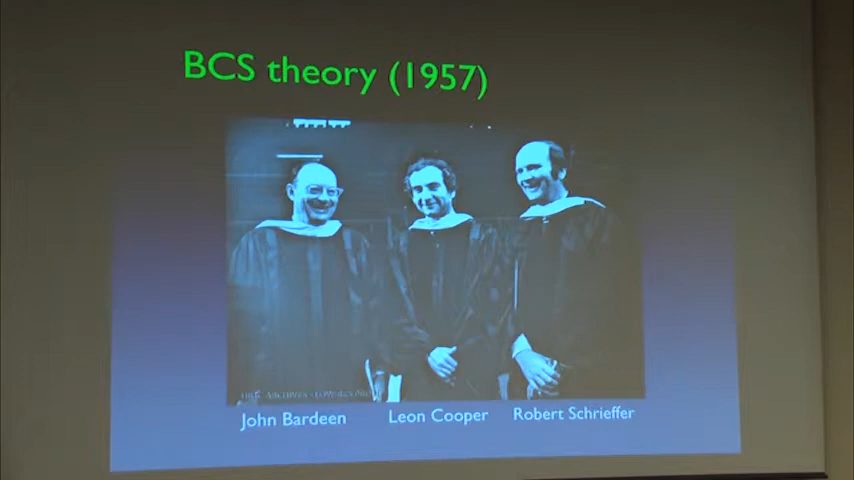 BCS theory (1957)
John Bardeen
Leon Cooper
Robert Schrieffer